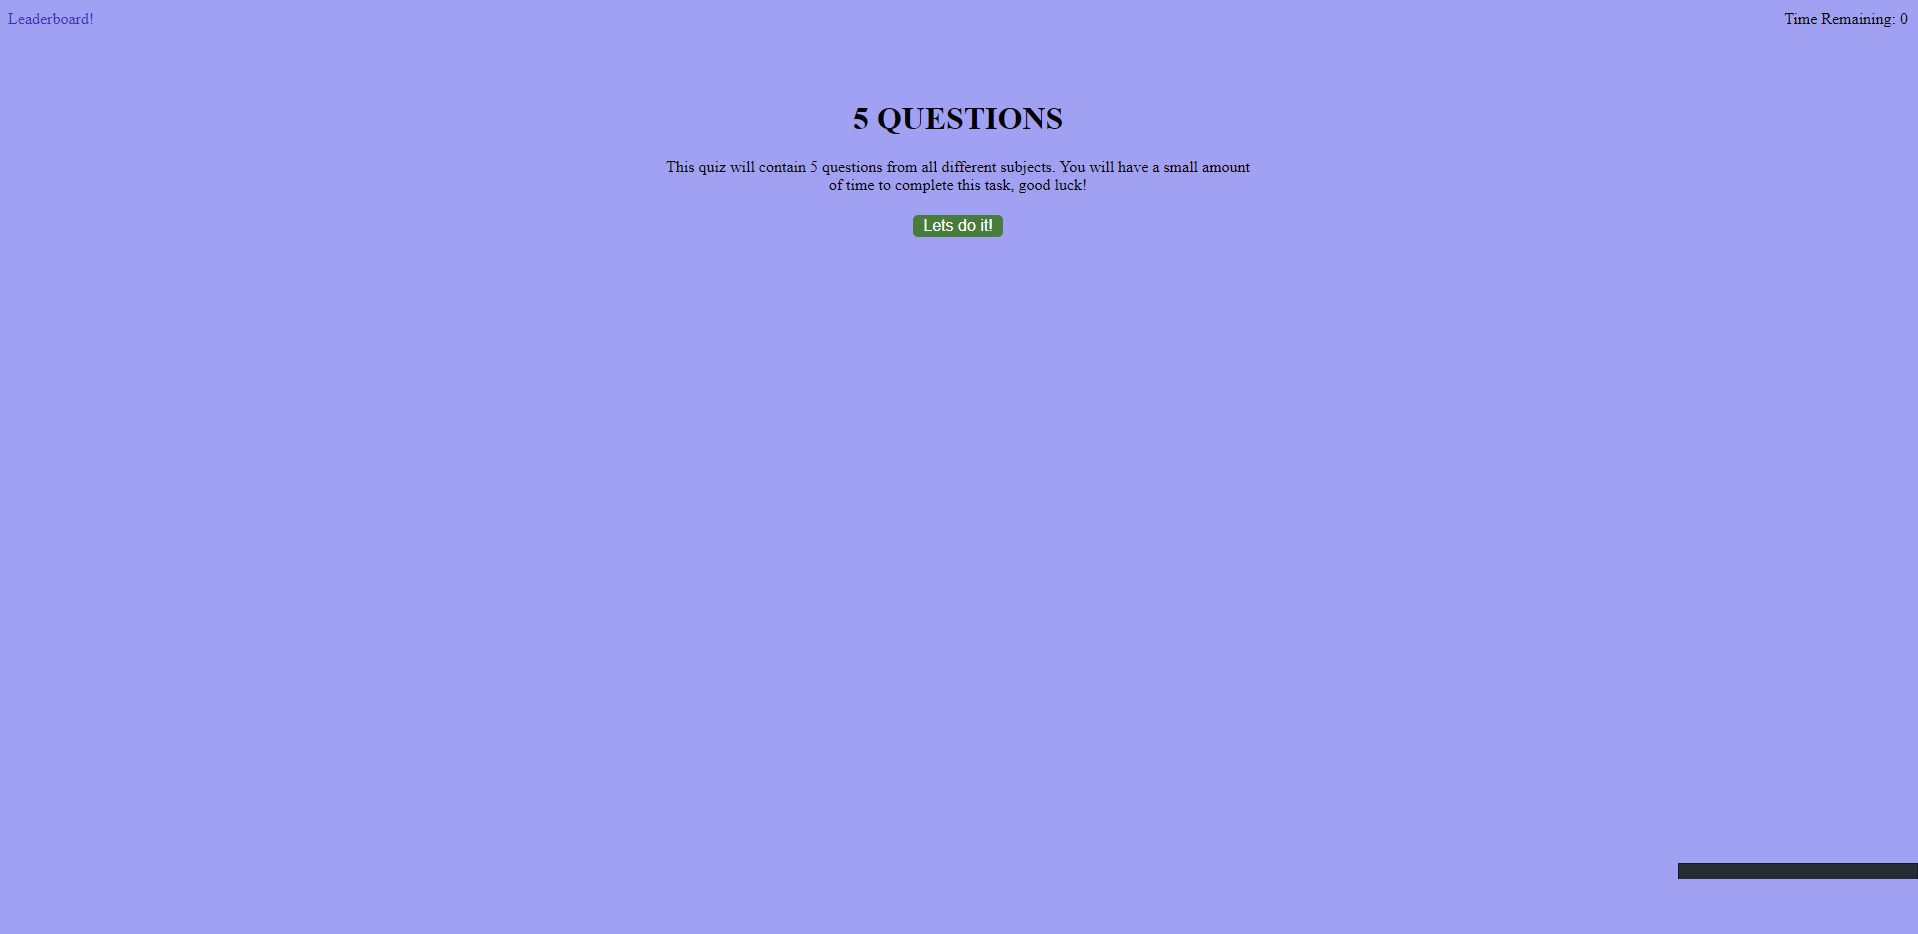 Leaderboard!
Time Remaining: 0
5 QUESTIONS
This quiz will contain 5 questions from all different subjects. You will have a small amount
of time to complete this task, good luck!
Lets do it!